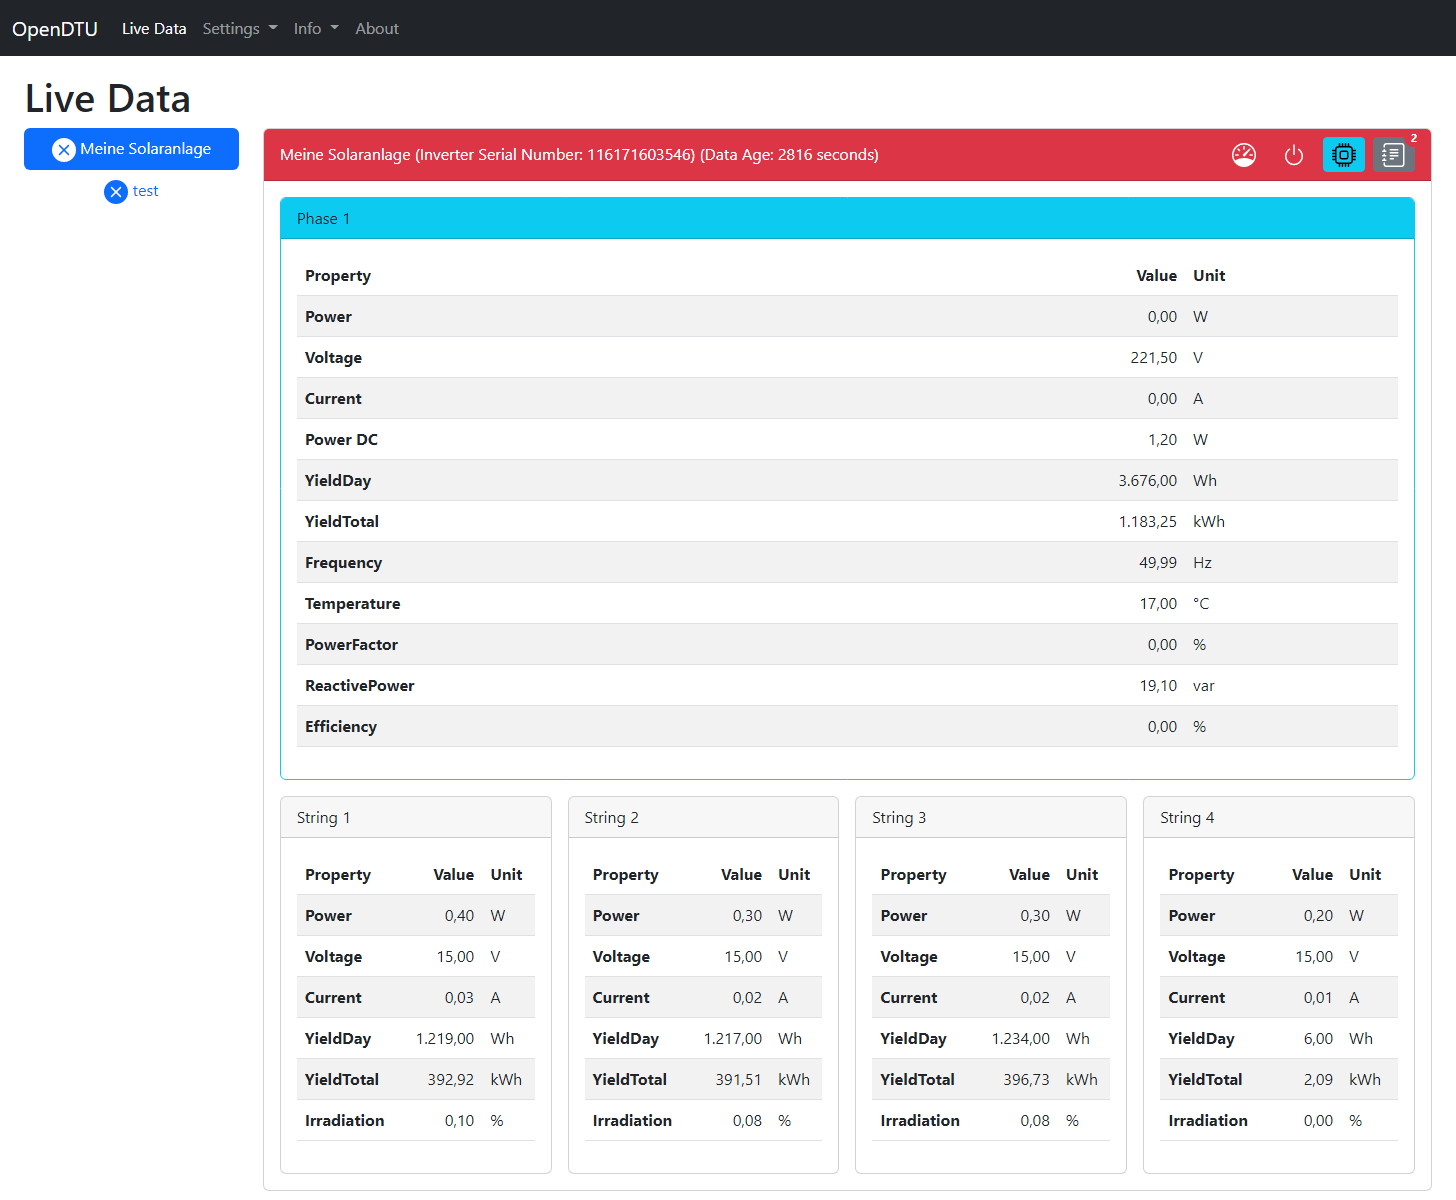 OpenDTU Live Data Settings Info About
Live Data
Meine Solaranlage
test
Meine Solaranlage (Inverter Serial Number: 116171603546) (Data Age: 2816 seconds)
2
Phase 1
Property Value Unit
Power 0,00 W
Voltage 221,50 V
Current 0,00 A
Power DC 1,20 W
YieldDay 3.676,00 Wh
YieldTotal 1.183,25 kWh
Frequency 49,99 Hz
Temperature 17,00 °C
PowerFactor 0,00 %
ReactivePower 19,10 var
Efficiency 0,00 %
String 1
Property Value Unit
Power 0,40 W
Voltage 15,00 V
Current 0,03 A
YieldDay 1.219,00 Wh
YieldTotal 392,92 kWh
Irradiation 0,10 %
String 2
Property Value Unit
Power 0,30 W
Voltage 15,00 V
Current 0,02 A
YieldDay 1.217,00 Wh
YieldTotal 391,51 kWh
Irradiation 0,08 %
String 3
Property Value Unit
Power 0,30 W
Voltage 15,00 V
Current 0,02 A
YieldDay 1.234,00 Wh
YieldTotal 396,73 kWh
Irradiation 0,08 %
String 4
Property Value Unit
Power 0,20 W
Voltage 15,00 V
Current 0,01 A
YieldDay 6,00 Wh
YieldTotal 2,09 kWh
Irradiation 0,00 %